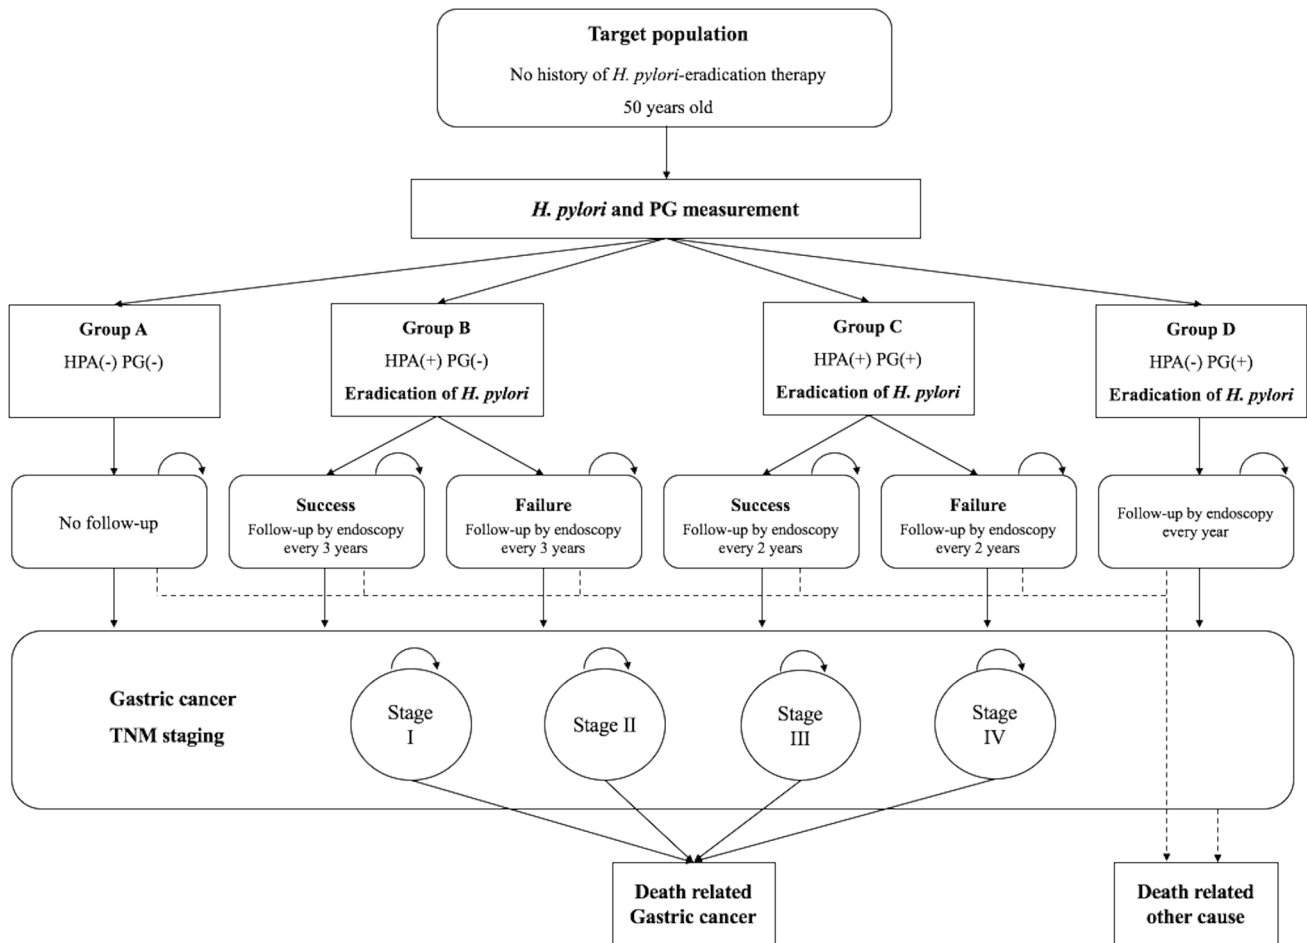 Target population
No history of H. pylori-eradication therapy
50 years old
H. pylori and PG measurement
Group A
HPA(-) PG(-)
Group B
HPA(+) PG(-)
Eradication of H. pylori
Group C
HPA(+) PG(+)
Eradication of H. pylori
Group D
HPA(-) PG(+)
Eradication of H. pylori
No follow-up
Success
Follow-up by endoscopy
every 3 years
Failure
Follow-up by endoscopy
every 3 years
Success
Follow-up by endoscopy
every 2 years
Failure
Follow-up by endoscopy
every 2 years
Follow-up by endoscopy
every year
Gastric cancer
TNM staging
Stage
I
Stage II
Stage
III
Stage
IV
Death related
Gastric cancer
Death related
other cause